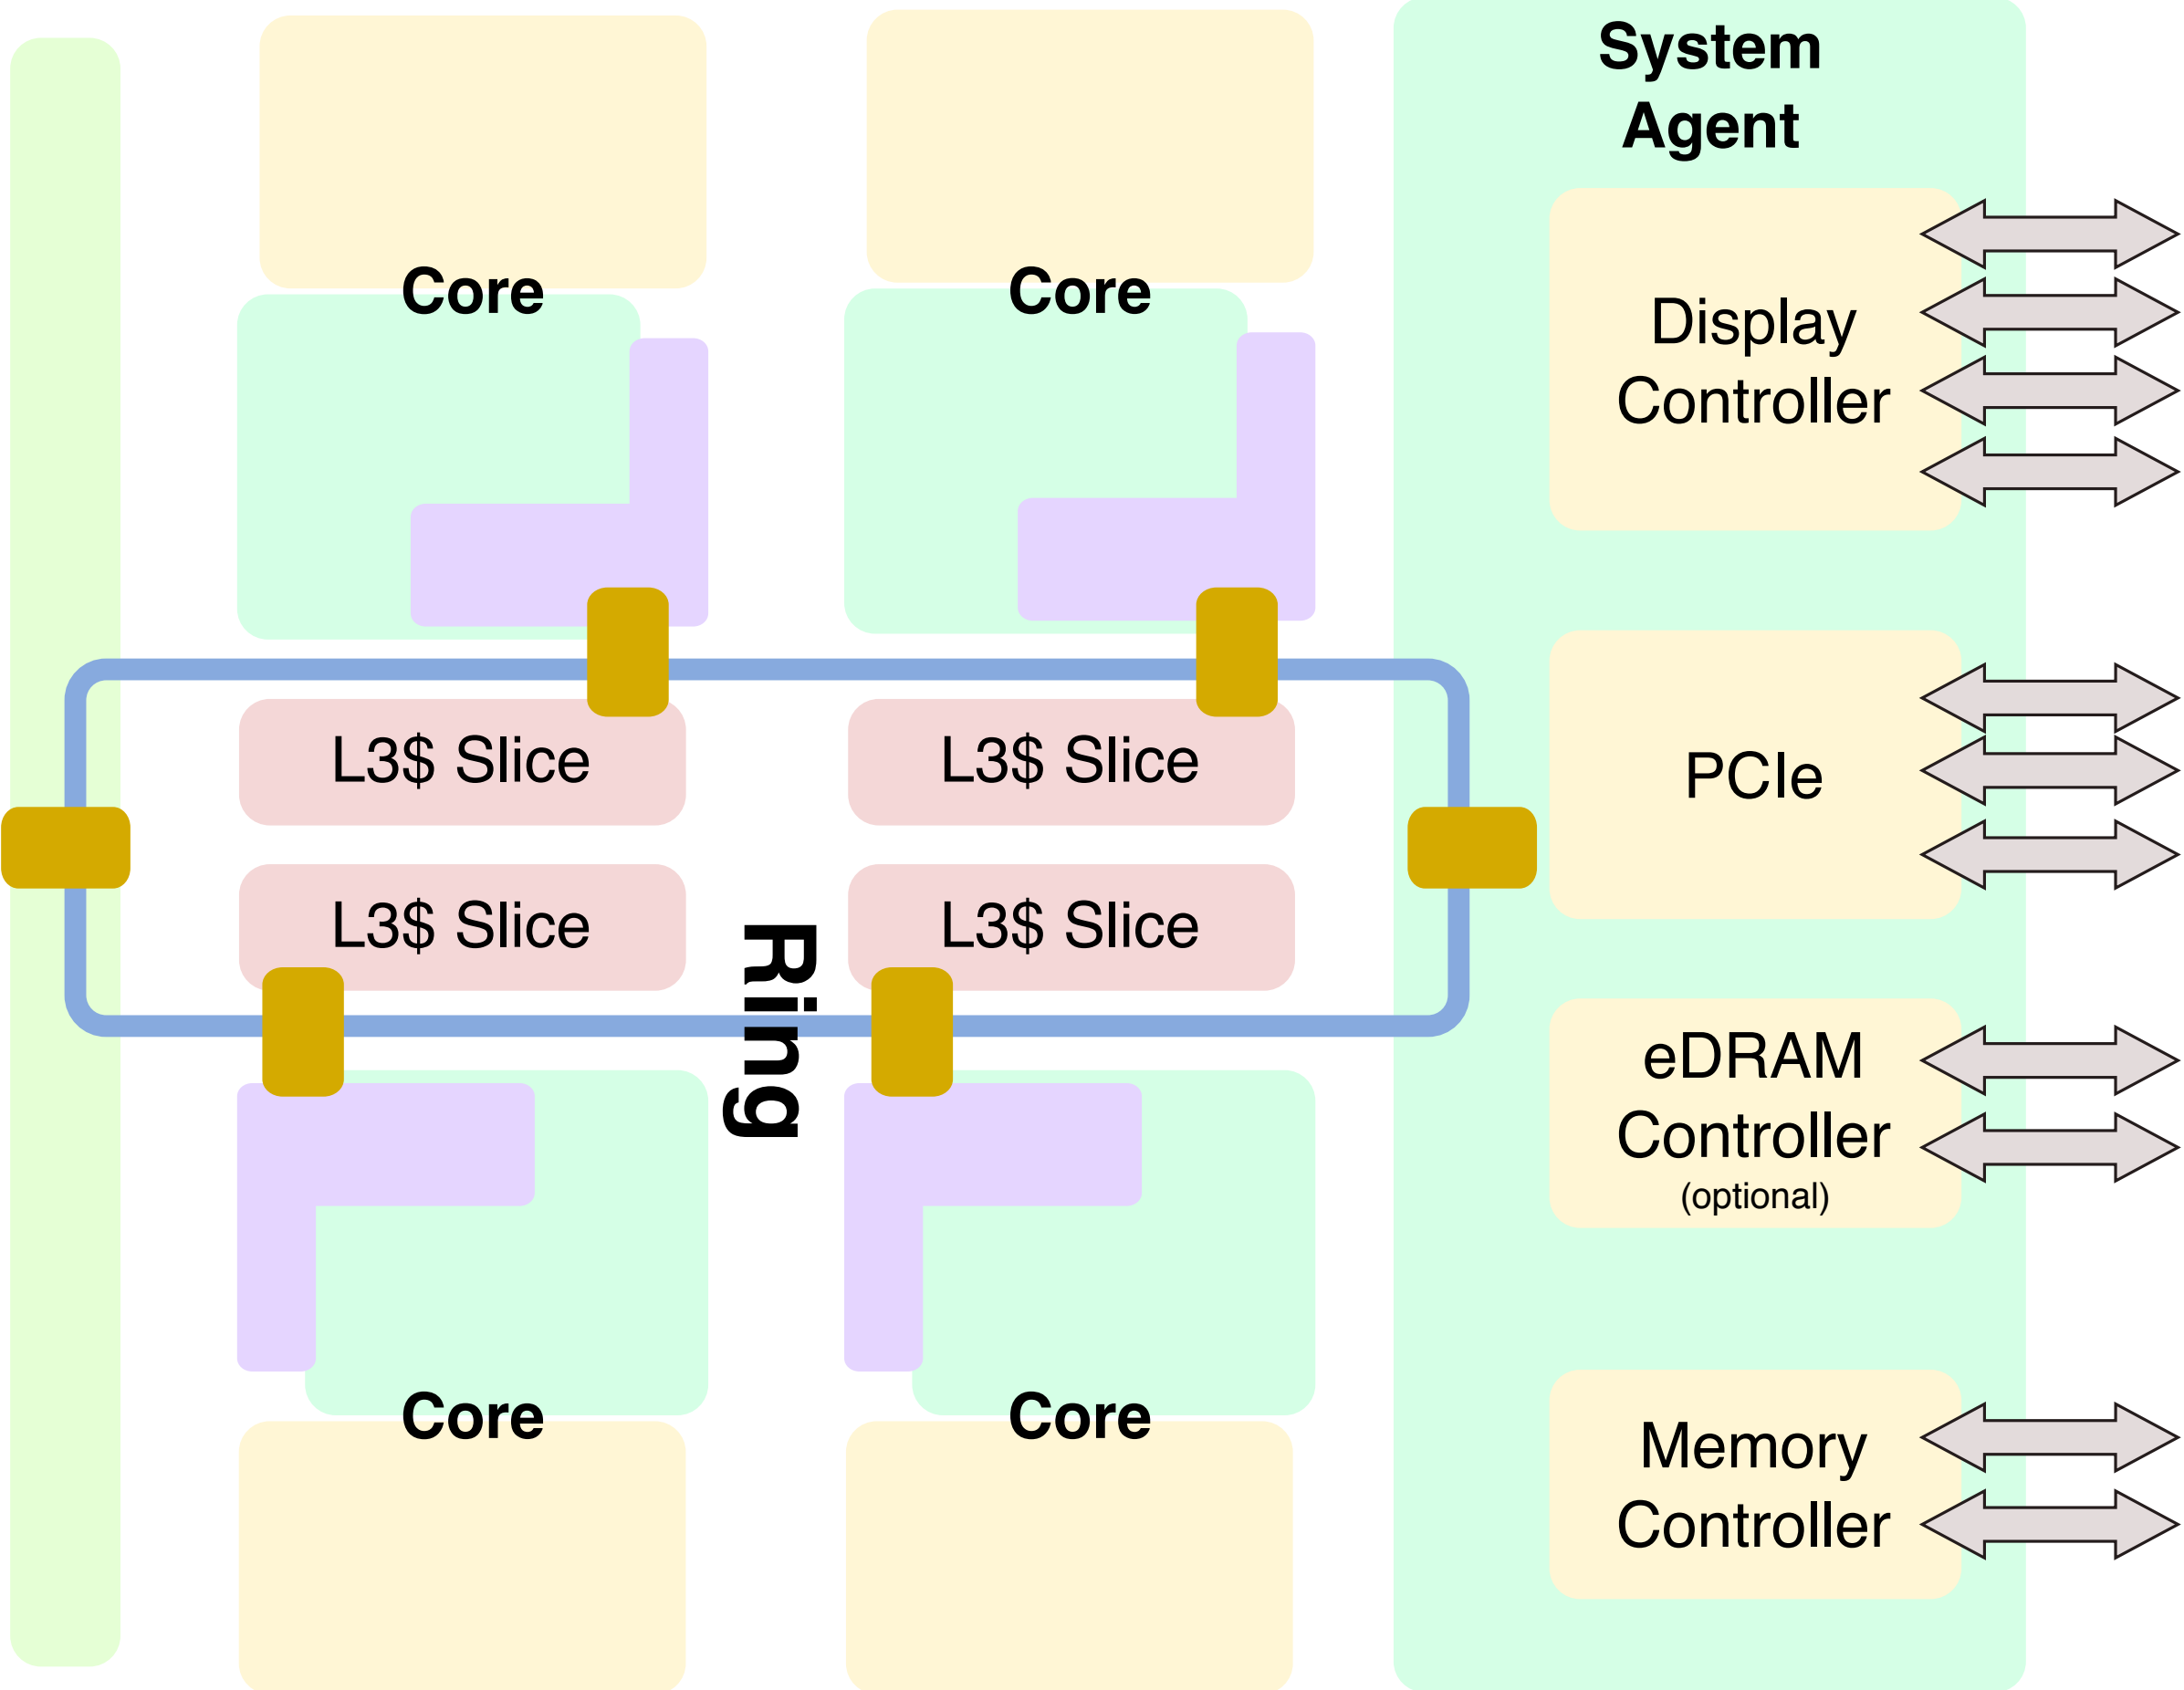 System
Agent
Core
Core
Display
Controller
L3$ Slice
L3$ Slice
PCIe
L3$ Slice
L3$ Slice
Ring
eDRAM
Controller
(optional)
Core
Core
Memory
Controller